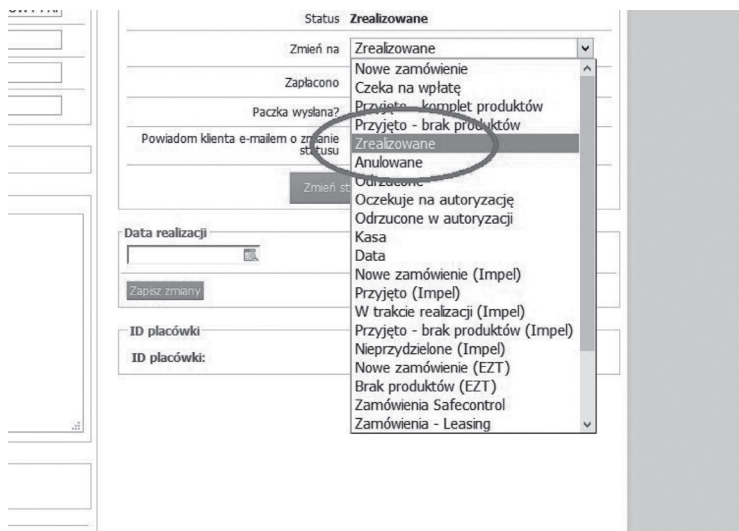 Status Zrealizowane
Zmień na Zrealizowane
Nowe zamówienie
Zapłacono
Czeka na wpłatę
Paczka wysłana?
Przyjęto - komplet produktów
Przyjęto - brak produktów
Powiadom klienta e-mailem o zmianie
statusu
Zrealizowane
Anulowane
Zmień st
Odrzucone
Oczekuje na autoryzację
Odrzucone w autoryzacji
Data realizacji
Kasa
Data
Nowe zamówienie (Impel)
Zapisz zmiany
Przyjęto (Impel)
W trakcie realizacji (Impel)
ID placówki
Przyjęto - brak produktów (Impel)
Nieprzydzielone (Impel)
ID placówki:
Nowe zamówienie (EZT)
Brak produktów (EZT)
Zamówienia Safecontrol
Zamówienia - Leasing